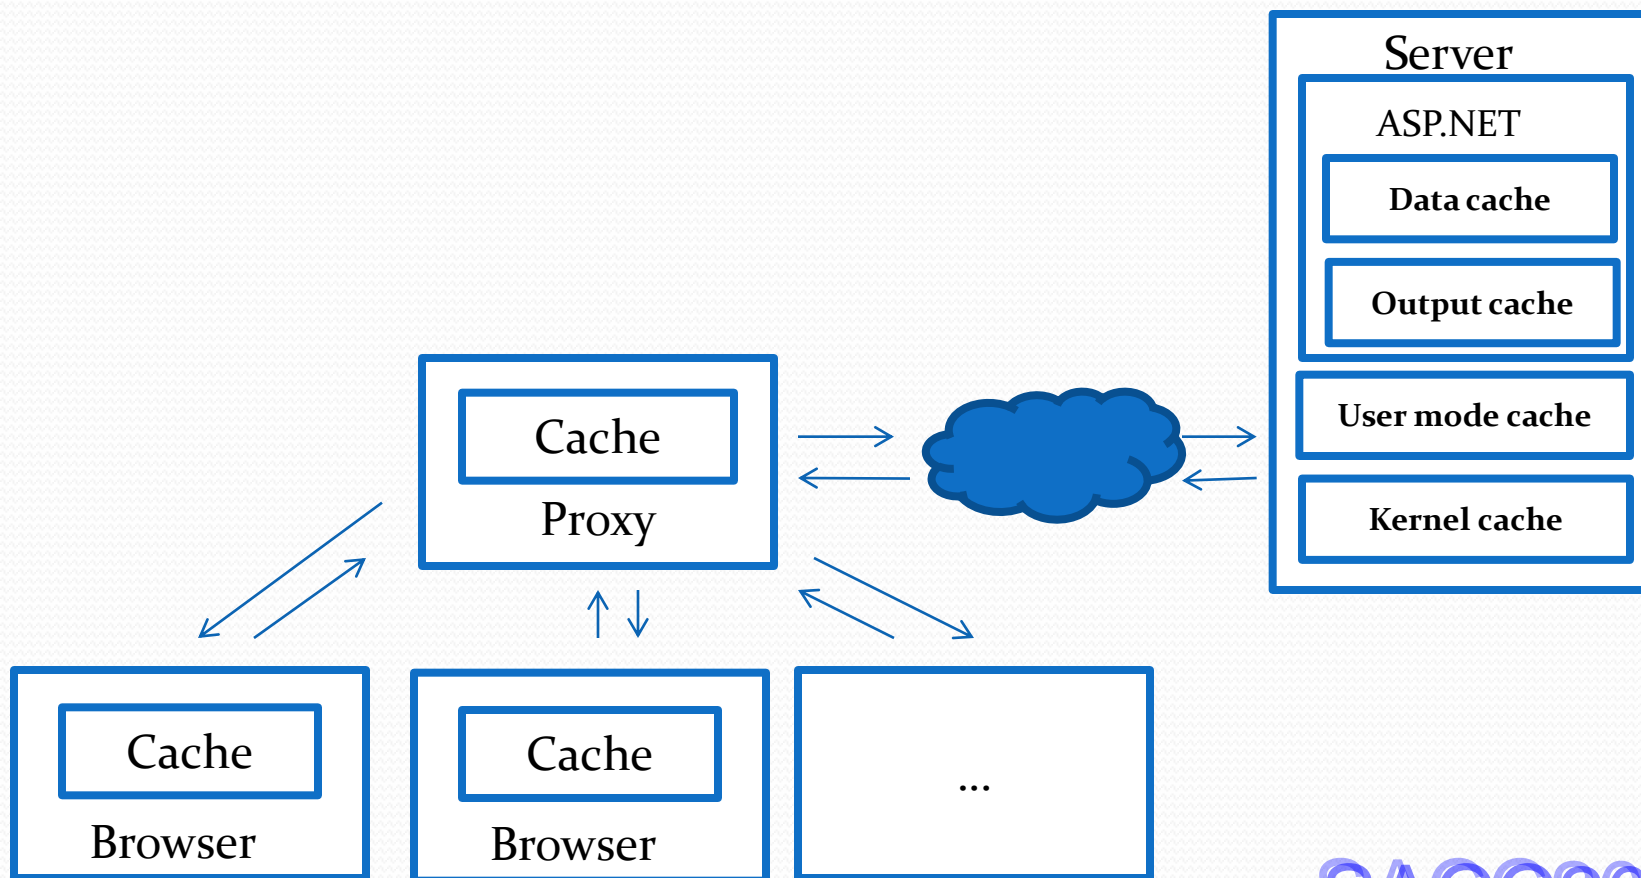 Server
ASP.NET
Data cache
Output cache
User mode cache
Kernel cache
Cache
Proxy
Cache
Browser
Cache
Browser
...